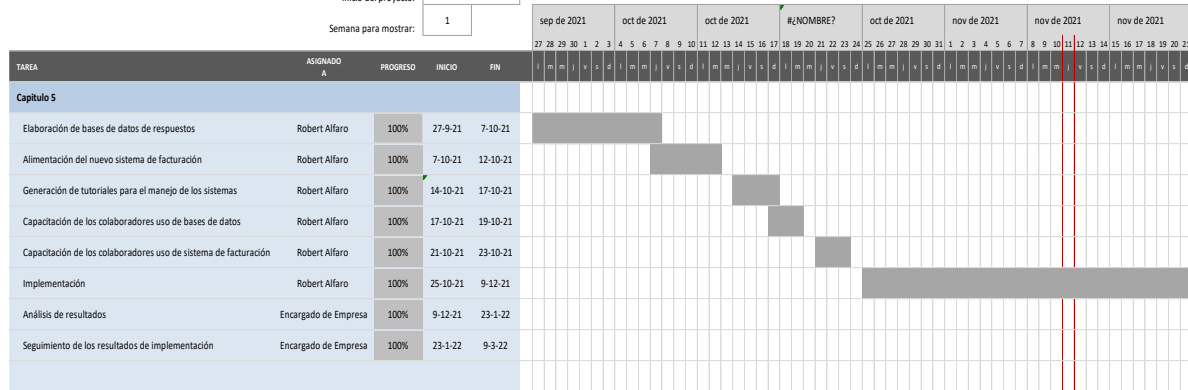 Inicio del proyecto:
Semana para mostrar: 1
sep de 2021 oct de 2021 oct de 2021 #¿NOMBRE? oct de 2021 nov de 2021 nov de 2021 nov de 2021
27 28 29 30 1 2 3 4 5 6 7 8 9 10 11 12 13 14 15 16 17 18 19 20 21 22 23 24 25 26 27 28 29 30 31 1 2 3 4 5 6 7 8 9 10 11 12 13 14 15 16 17 18 19 20 21
TAREA ASIGNADO A PROGRESO INICIO FIN l m m j v s d l m m j v s d l m m j v s d l m m j v s d l m m j v s d l m m j v s d l m m j v s d l m m j v s d
Capitulo 5
Elaboración de bases de datos de respuestos Robert Alfaro 100% 27-9-21 7-10-21
Alimentación del nuevo sistema de facturación Robert Alfaro 100% 7-10-21 12-10-21
Generación de tutoriales para el manejo de los sistemas Robert Alfaro 100% 14-10-21 17-10-21
Capacitación de los colaboradores uso de bases de datos Robert Alfaro 100% 17-10-21 19-10-21
Capacitación de los colaboradores uso de sistema de facturación Robert Alfaro 100% 21-10-21 23-10-21
Implementación Robert Alfaro 100% 25-10-21 9-12-21
Análisis de resultados Encargado de Empresa 100% 9-12-21 23-1-22
Seguimiento de los resultados de implementación Encargado de Empresa 100% 23-1-22 9-3-22